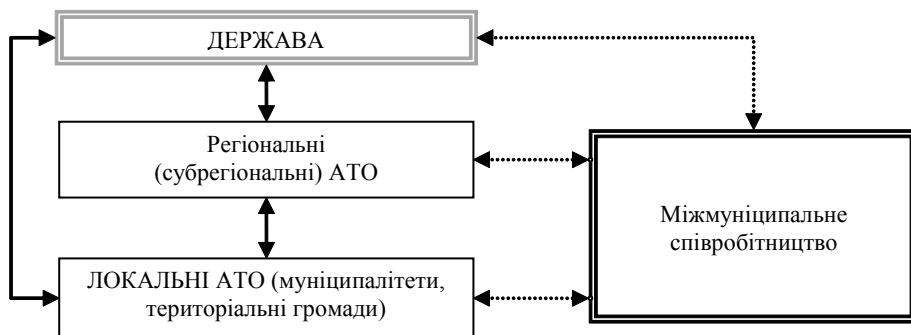 ДЕРЖАВА
Регіональні
(субрегіональні) АТО
Міжмуніципальне
співробітництво
ЛОКАЛЬНІ АТО (муніципалітети,
територіальні громади)